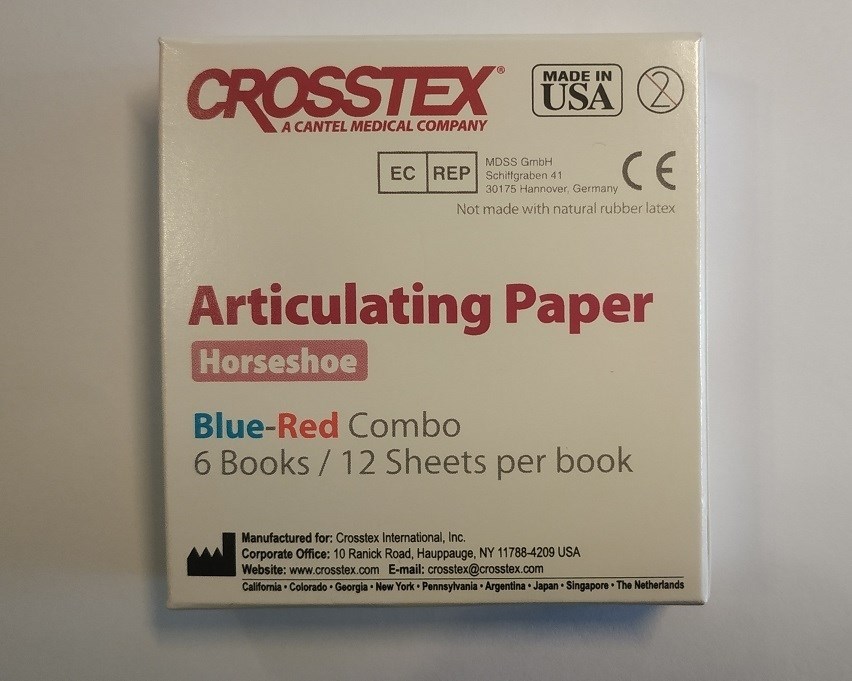 CROSSTEX®
A CANTEL MEDICAL COMPANY
MADE IN
USA
2
EC REP
MDSS GmbH
Schiffgraben 41
30175 Hannover, Germany
CE
Not made with natural rubber latex
Articulating Paper
Horseshoe
Blue-Red Combo
6 Books / 12 Sheets per book
Manufactured for: Crosstex International, Inc.
Corporate Office: 10 Ranick Road, Hauppauge, NY 11788-4209 USA
Website: www.crosstex.com E-mail: crosstex@crosstex.com
California • Colorado • Georgia • New York • Pennsylvania • Argentina • Japan • Singapore • The Netherlands